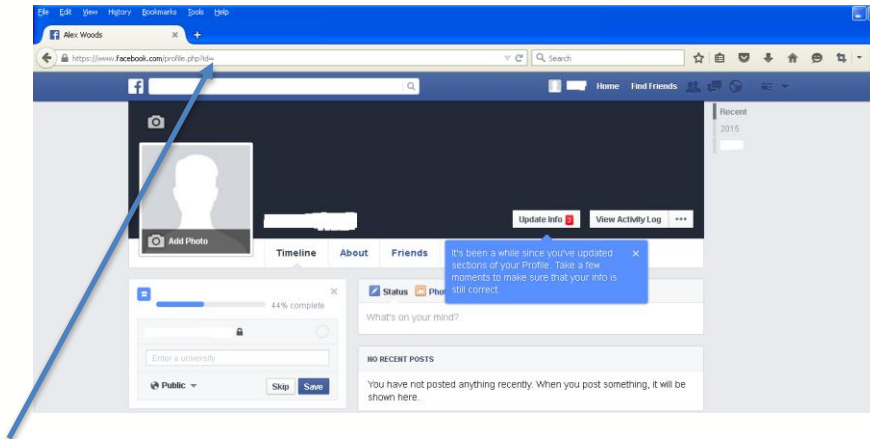 File Edit View History Bookmarks Tools Help
Alex Woods × +
https://www.facebook.com/profile.php?id=
Search
Home Find Friends
Recent
2015
Update Info 3 View Activity Log •••
Add Photo
Timeline About Friends
It's been a while since you've updated ×
sections of your Profile. Take a few
moments to make sure that your info is
still correct.
44% complete ×
Enter a university
Public
Skip Save
Status
What's on your mind?
NO RECENT POSTS
You have not posted anything recently. When you post something, it will be
shown here.